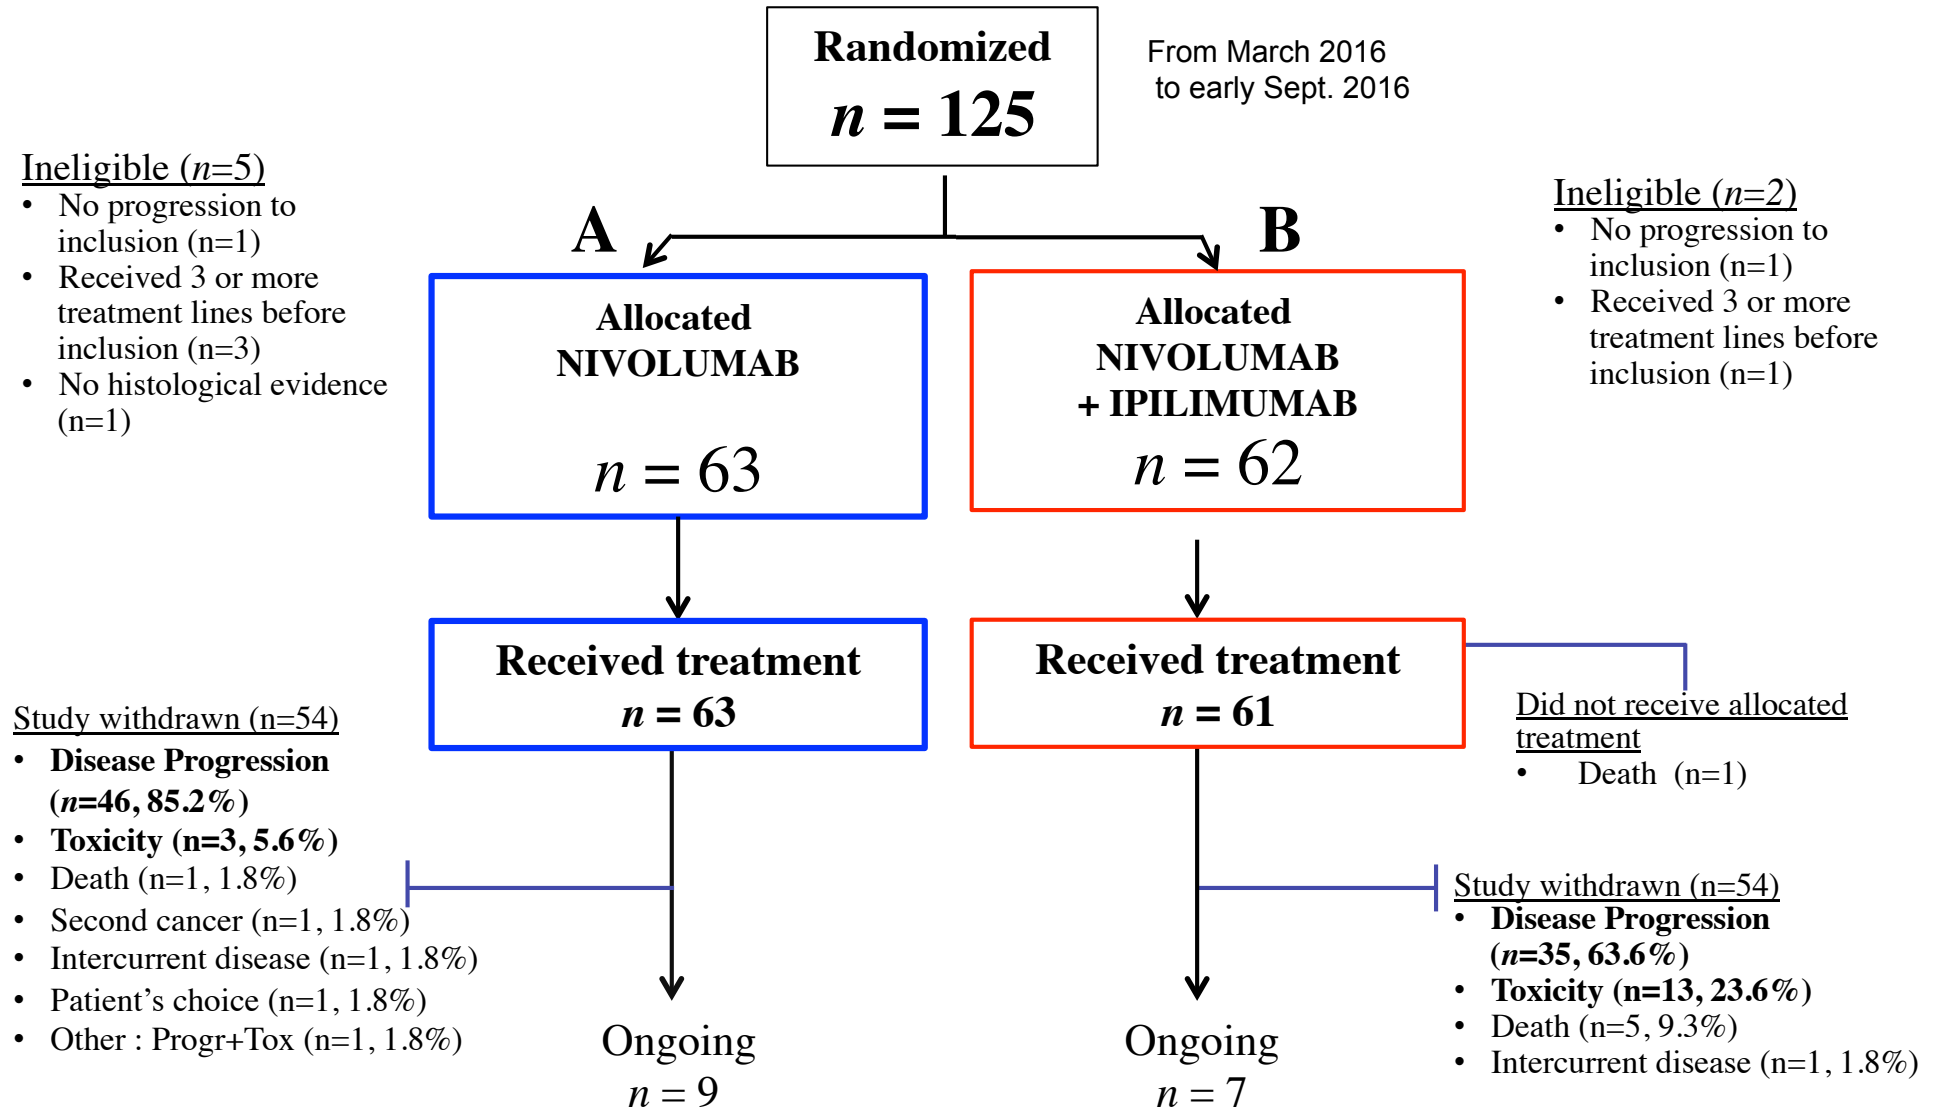 Randomized
n = 125
From March 2016
to early Sept. 2016
Ineligible (n=5)
• No progression to
inclusion (n=1)
• Received 3 or more
treatment lines before
inclusion (n=3)
• No histological evidence
(n=1)
Ineligible (n=2)
• No progression to
inclusion (n=1)
• Received 3 or more
treatment lines before
inclusion (n=1)
A
B
Allocated
NIVOLUMAB
n = 63
Allocated
NIVOLUMAB
+ IPILIMUMAB
n = 62
Received treatment
n = 63
Received treatment
n = 61
Did not receive allocated
treatment
• Death (n=1)
Study withdrawn (n=54)
• Disease Progression
(n=46, 85.2%)
• Toxicity (n=3, 5.6%)
• Death (n=1, 1.8%)
• Second cancer (n=1, 1.8%)
• Intercurrent disease (n=1, 1.8%)
• Patient’s choice (n=1, 1.8%)
• Other : Progr+Tox (n=1, 1.8%)
Study withdrawn (n=54)
• Disease Progression
(n=35, 63.6%)
• Toxicity (n=13, 23.6%)
• Death (n=5, 9.3%)
• Intercurrent disease (n=1, 1.8%)
Ongoing
n = 9
Ongoing
n = 7